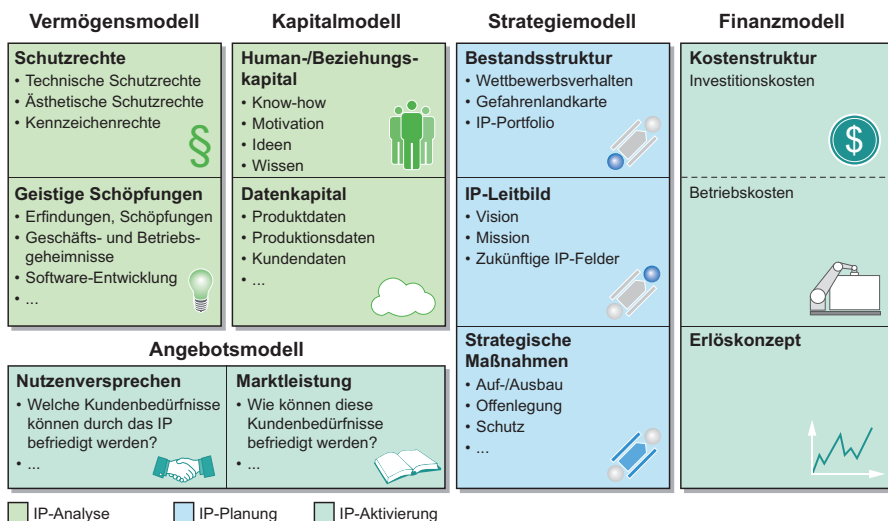 Vermögensmodell
Schutzrechte
• Technische Schutzrechte
• Ästhetische Schutzrechte
• Kennzeichenrechte
§
Geistige Schöpfungen
• Erfindungen, Schöpfungen
• Geschäfts- und Betriebs-
geheimnisse
• Software-Entwicklung
• ...
Kapitalmodell
Human-/Beziehungs-
kapital
• Know-how
• Motivation
• Ideen
• Wissen
Datenkapital
• Produktdaten
• Produktionsdaten
• Kundendaten
• ...
Angebotsmodell
Nutzenversprechen
• Welche Kundenbedürfnisse
können durch das IP
befriedigt werden?
• ...
Marktleistung
• Wie können diese
Kundenbedürfnisse
befriedigt werden?
• ...
Strategiemodell
Bestandsstruktur
• Wettbewerbsverhalten
• Gefahrenlandkarte
• IP-Portfolio
IP-Leitbild
• Vision
• Mission
• Zukünftige IP-Felder
Strategische
Maßnahmen
• Auf-/Ausbau
• Offenlegung
• Schutz
• ...
Finanzmodell
Kostenstruktur
Investitionskosten
$
Betriebskosten
Erlöskonzept
IP-Analyse
IP-Planung
IP-Aktivierung